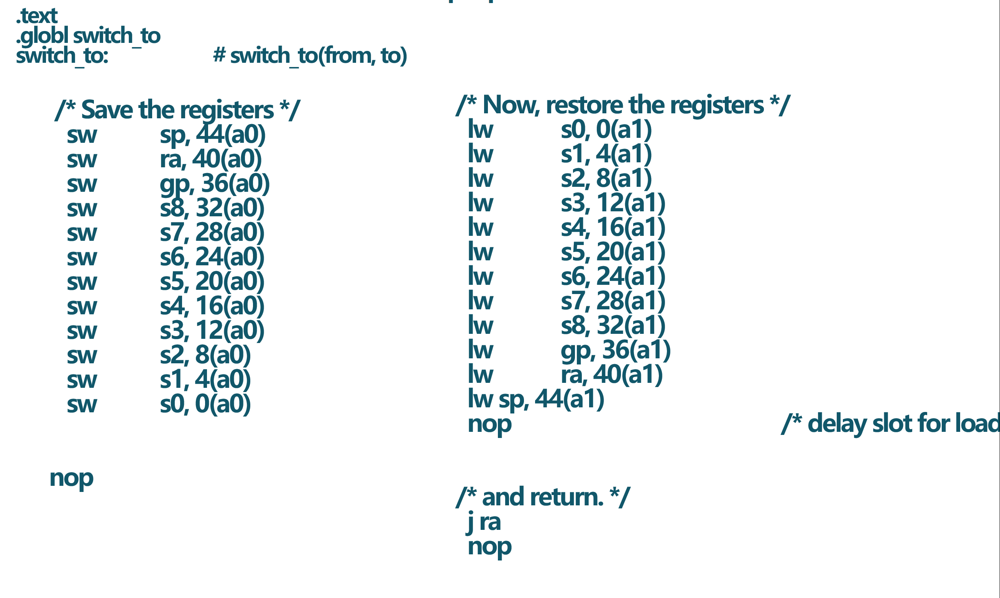 .text
.globl switch_to
switch_to: # switch_to(from, to)
/* Save the registers */
sw sp, 44(a0)
sw ra, 40(a0)
sw gp, 36(a0)
sw s8, 32(a0)
sw s7, 28(a0)
sw s6, 24(a0)
sw s5, 20(a0)
sw s4, 16(a0)
sw s3, 12(a0)
sw s2, 8(a0)
sw s1, 4(a0)
sw s0, 0(a0)
nop
/* Now, restore the registers */
lw s0, 0(a1)
lw s1, 4(a1)
lw s2, 8(a1)
lw s3, 12(a1)
lw s4, 16(a1)
lw s5, 20(a1)
lw s6, 24(a1)
lw s7, 28(a1)
lw s8, 32(a1)
lw gp, 36(a1)
lw ra, 40(a1)
lw sp, 44(a1)
nop /* delay slot for load
/* and return. */
j ra
nop